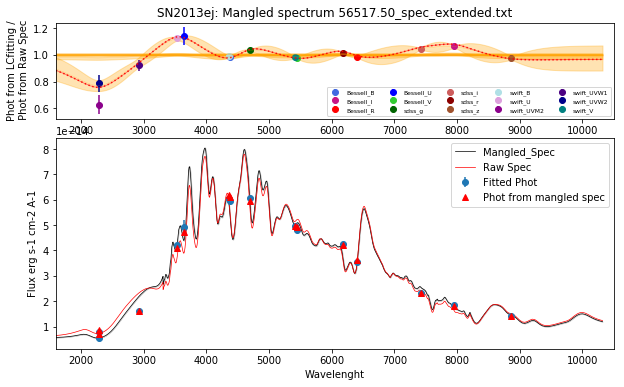 SN2013ej: Mangled spectrum 56517.50_spec_extended.txt
Phot from LCfitting /
Phot from Raw Spec
1.2
1.0
0.8
0.6
Bessell_B
Bessell_I
Bessell_R
Bessell_U
Bessell_V
sdss_g
sdss_i
sdss_r
sdss_z
swift_B
swift_U
swift_UVM2
swift_UVW1
swift_UVW2
swift_V
2000 3000 4000 5000 6000 7000 8000 9000 10000
1e−14
Flux erg s-1 cm-2 A-1
8
7
6
5
4
3
2
1
Mangled_Spec
Raw Spec
Fitted Phot
Phot from mangled spec
2000 3000 4000 5000 6000 7000 8000 9000 10000
Wavelenght